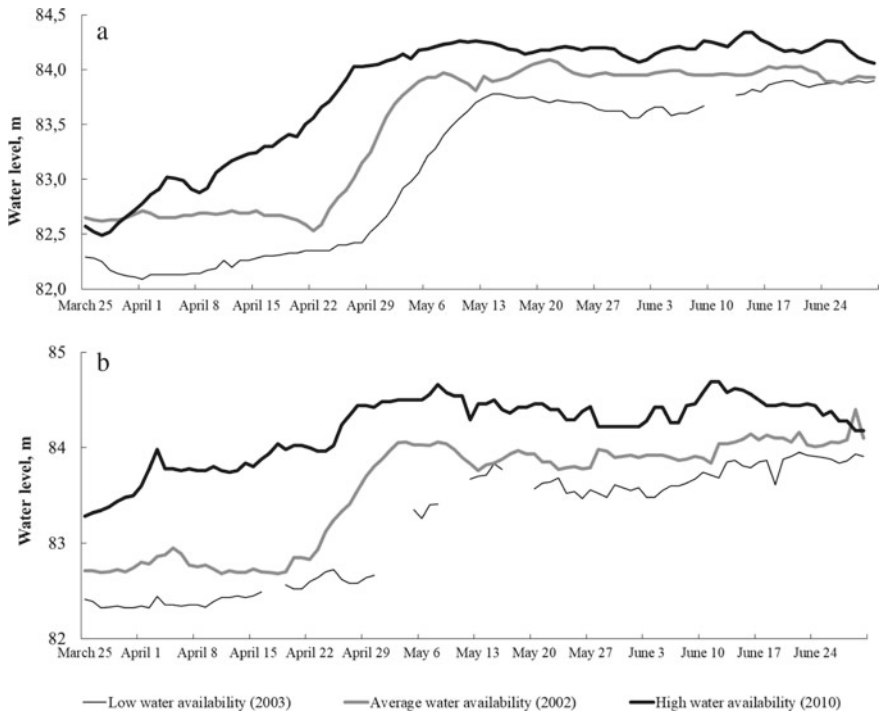 a
Water level, m
84,5
84,0
83,5
83,0
82,5
82,0
March 25 April 1 April 8 April 15 April 22 April 29 May 6 May 13 May 20 May 27 June 3 June 10 June 17 June 24
b
Water level, m
85
84
83
82
March 25 April 1 April 8 April 15 April 22 April 29 May 6 May 13 May 20 May 27 June 3 June 10 June 17 June 24
Low water availability (2003) Average water availability (2002) High water availability (2010)